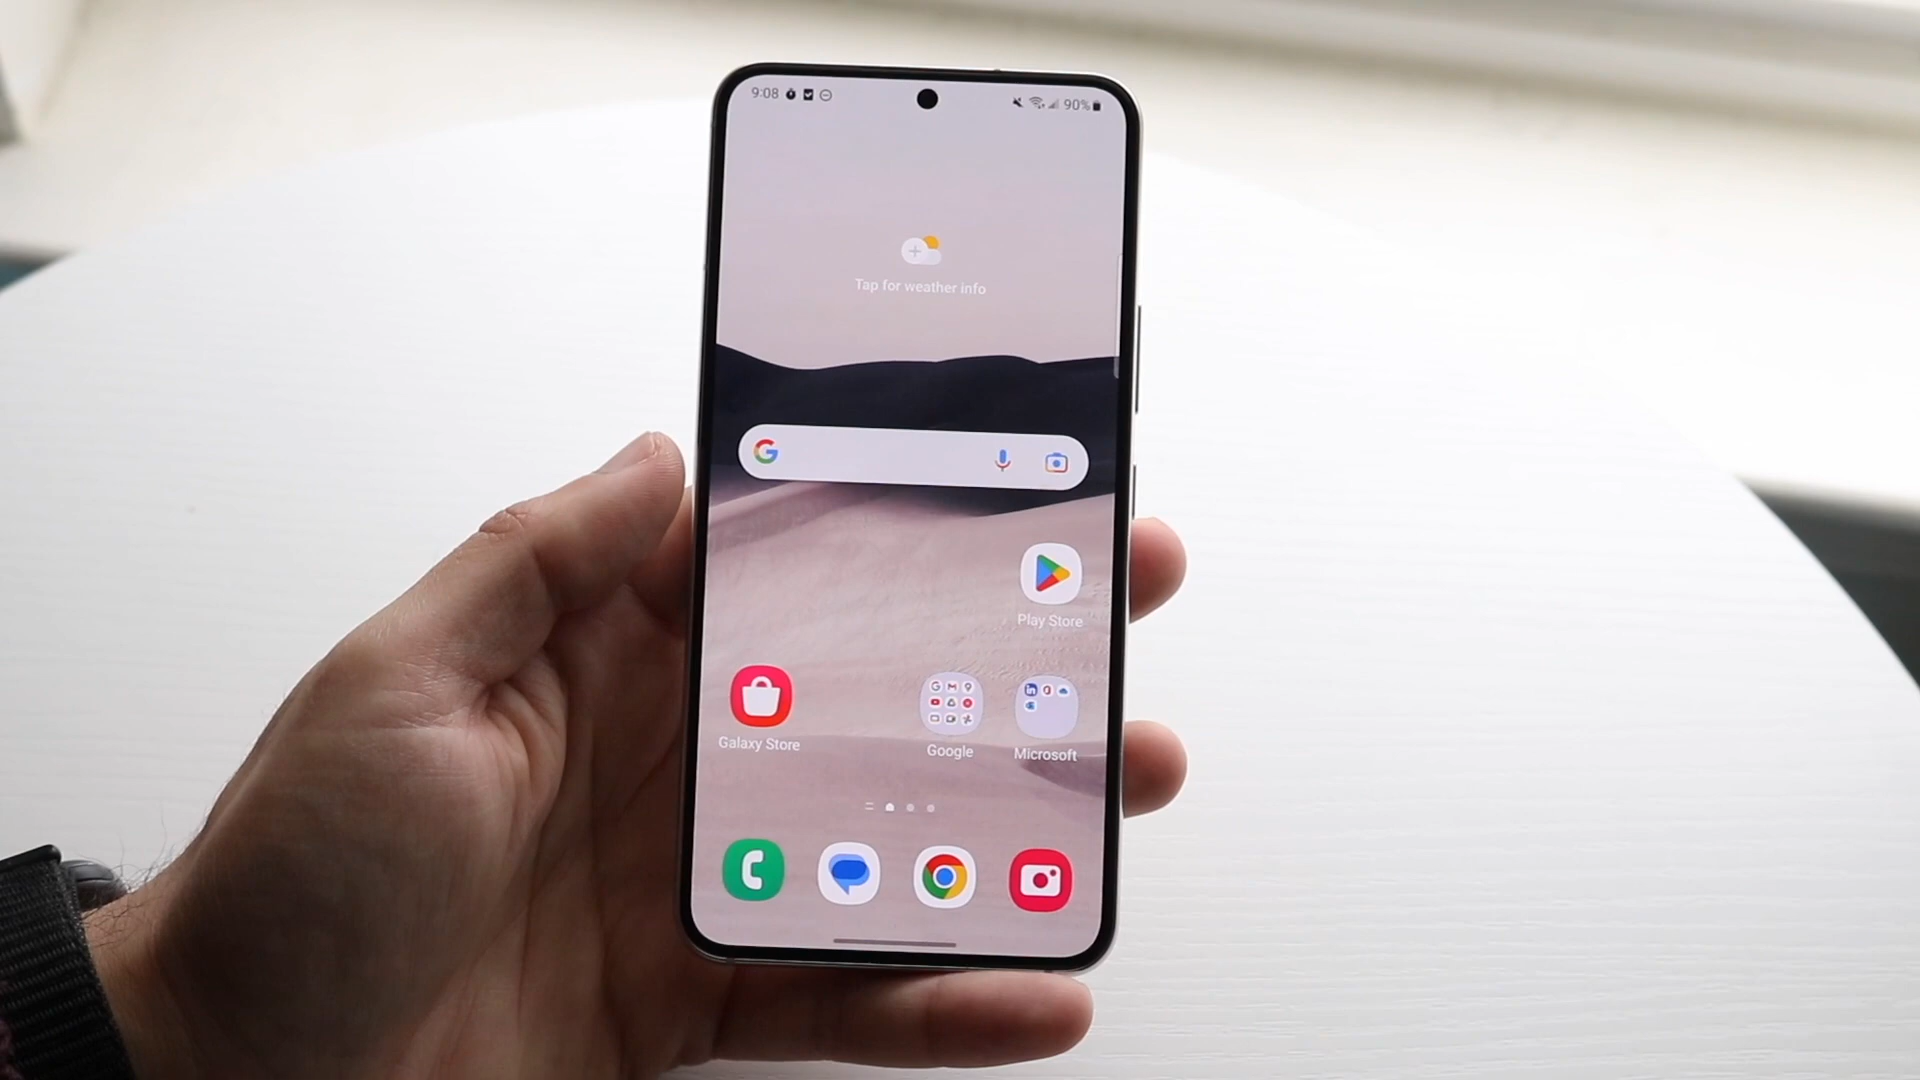 9:08
90%
Tap for weather info
Play Store
Galaxy Store
Google
Microsoft